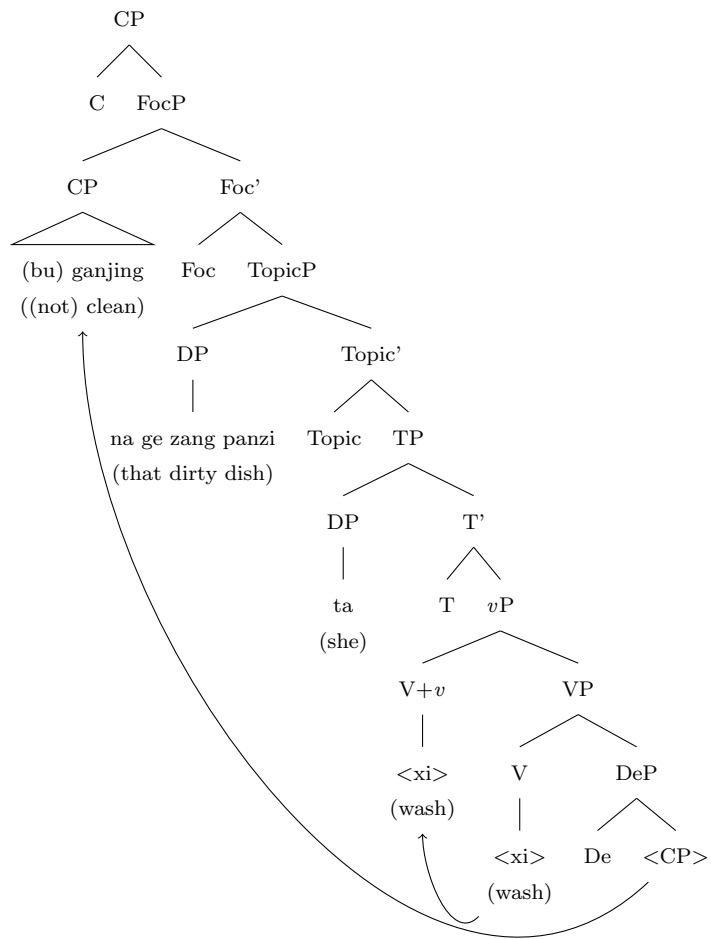 CP
C FocP
CP Foc'
(bu) ganjing Foc TopicP
((not) clean)
DP Topic'
na ge zang panzi Topic TP
(that dirty dish)
DP T'
ta T vP
(she)
V+v VP
<xi> V DeP
(wash)
<xi> De <CP>
(wash)